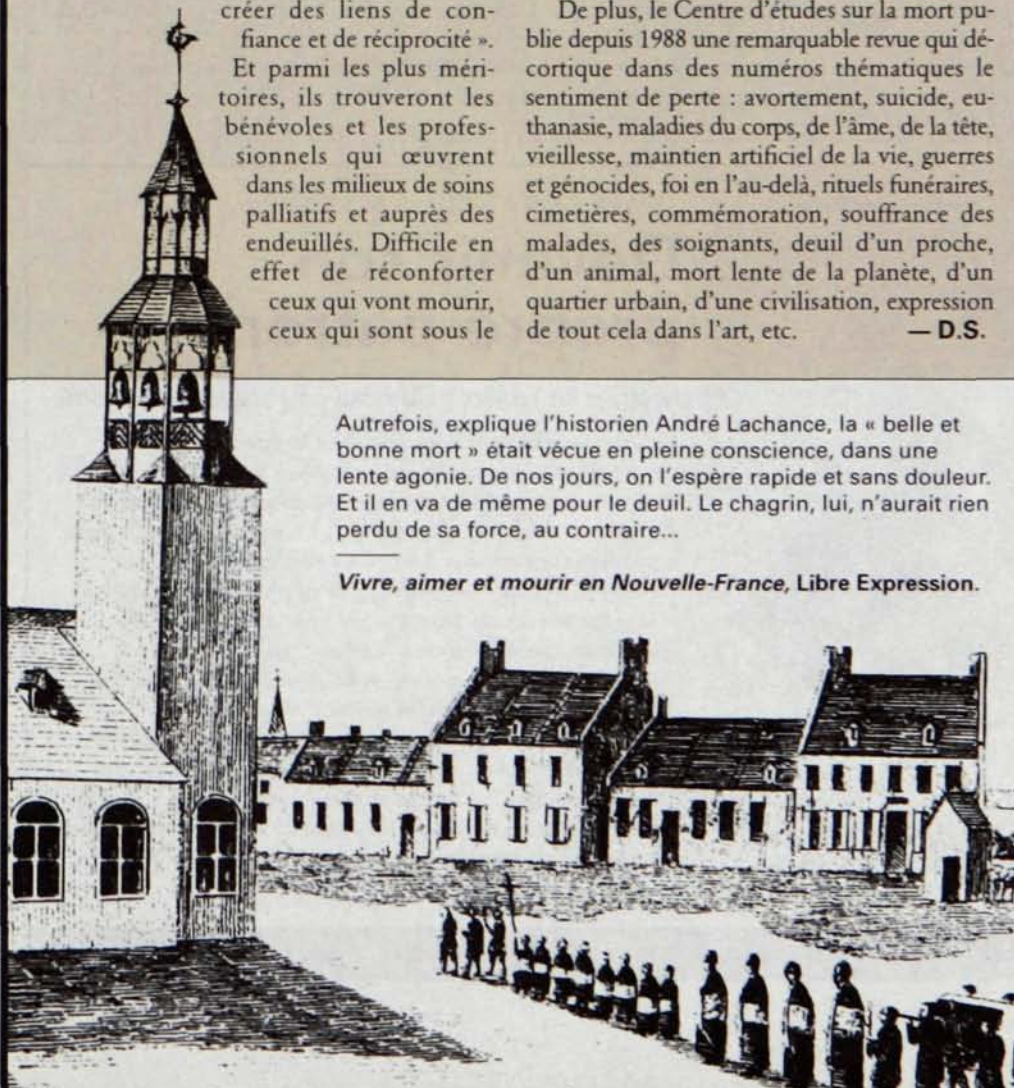 créer des liens de con-
fiance et de réciprocité ».
Et parmi les plus méri-
toires, ils trouveront les
bénévoles et les profes-
sionnels qui œuvrent
dans les milieux de soins
palliatifs et auprès des
endeuillés. Difficile en
effet de réconforter
ceux qui vont mourir,
ceux qui sont sous le
De plus, le Centre d'études sur la mort pu-
blie depuis 1988 une remarquable revue qui dé-
cortique dans des numéros thématiques le
sentiment de perte : avortement, suicide, eu-
thanasie, maladies du corps, de l'âme, de la tête,
vieillesse, maintien artificiel de la vie, guerres
et génocides, foi en l'au-delà, rituels funéraires,
cimetières, commémoration, souffrance des
malades, des soignants, deuil d'un proche,
d'un animal, mort lente de la planète, d'un
quartier urbain, d'une civilisation, expression
de tout cela dans l'art, etc. — D.S.
Autrefois, explique l'historien André Lachance, la « belle et
bonne mort » était vécue en pleine conscience, dans une
lente agonie. De nos jours, on l'espère rapide et sans douleur.
Et il en va de même pour le deuil. Le chagrin, lui, n'aurait rien
perdu de sa force, au contraire...
Vivre, aimer et mourir en Nouvelle-France, Libre Expression.